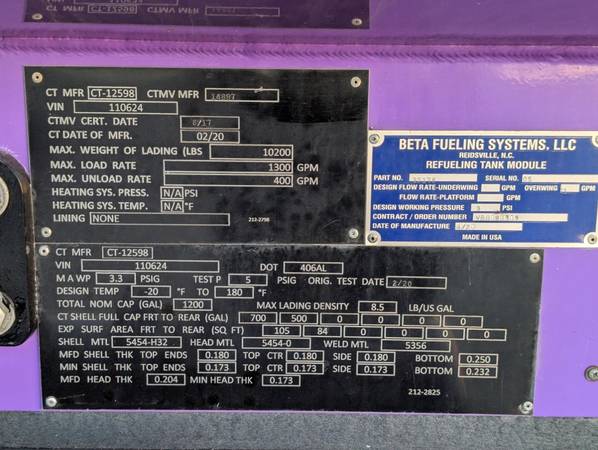 CT MFR CT-12598 CTMV MFR
CT MFR CT-12598 CTMV MFR 14897
VIN 110624
CTMV CERT. DATE 8/17
CT DATE OF MFR. 02/20
MAX. WEIGHT OF LADING (LBS 10200
MAX. LOAD RATE 1300 GPM
MAX. UNLOAD RATE 400 GPM
HEATING SYS. PRESS. N/A PSI
HEATING SYS. TEMP. N/A °F
LINING NONE 212-2798
BETA FUELING SYSTEMS, LLC
REIDSVILLE, N.C.
REFUELING TANK MODULE
PART NO. SERIAL NO.
DESIGN FLOW RATE-UNDERWING GPM OVERWING GPM
FLOW RATE-PLATFORM GPM
DESIGN WORKING PRESSURE 3 PSI
CONTRACT / ORDER NUMBER
DATE OF MANUFACTURE
MADE IN USA
CT MFR CT-12598
VIN 110624 DOT 406AL
M A W P 3.3 PSIG TEST P 5 PSIG ORIG. TEST DATE 2/20
DESIGN TEMP -20 °F TO 180 °F
TOTAL NOM CAP (GAL) 1200 MAX LADING DENSITY 8.5 LB/US GAL
CT SHELL FULL CAP FRT TO REAR (GAL) 700 500 0 0 0 0
EXP SURF AREA FRT TO REAR (SQ FT) 105 84 0 0 0 0
SHELL MTL 5454-H32 HEAD MTL 5454-0 WELD MTL 5356
MFD SHELL THK TOP ENDS 0.180 TOP CTR 0.180 SIDE 0.180 BOTTOM 0.250
MIN SHELL THK TOP ENDS 0.173 TOP CTR 0.173 SIDE 0.173 BOTTOM 0.232
MFD HEAD THK 0.204 MIN HEAD THK 0.173
212-2825